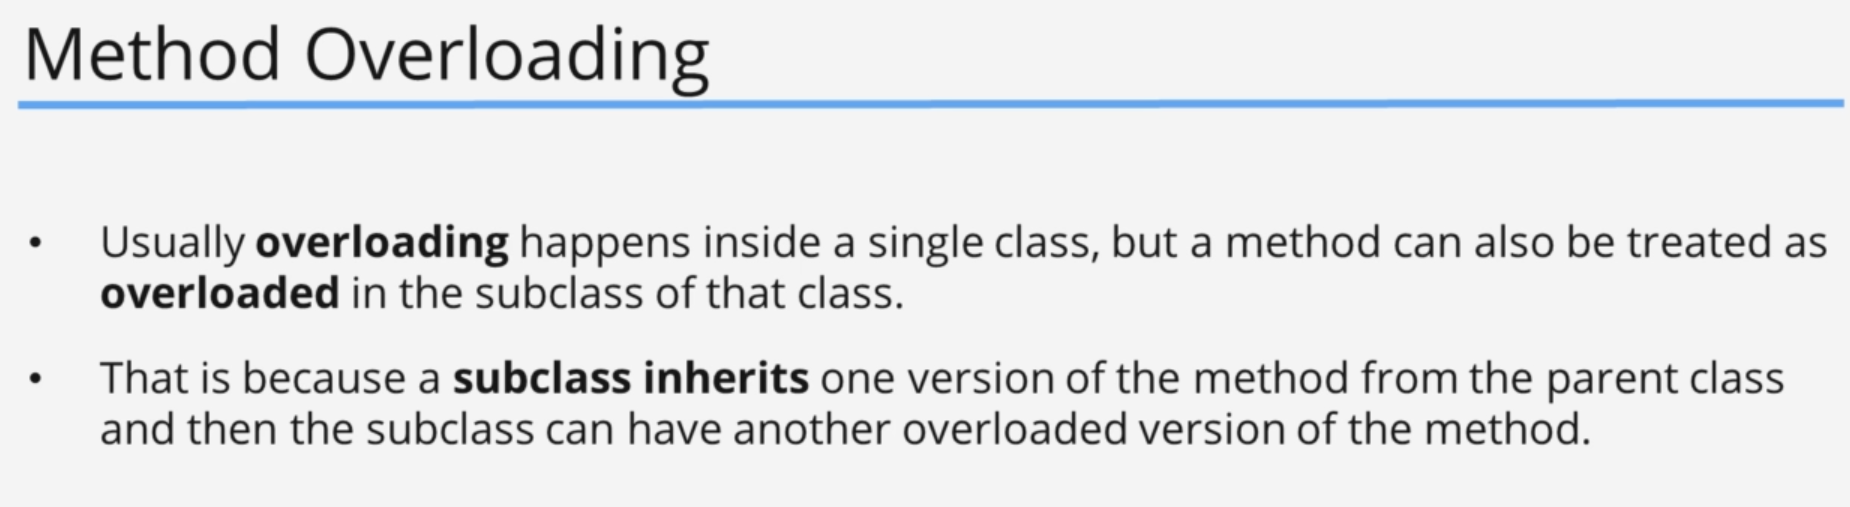 Method Overloading
• Usually overloading happens inside a single class, but a method can also be treated as
overloaded in the subclass of that class.
• That is because a subclass inherits one version of the method from the parent class
and then the subclass can have another overloaded version of the method.